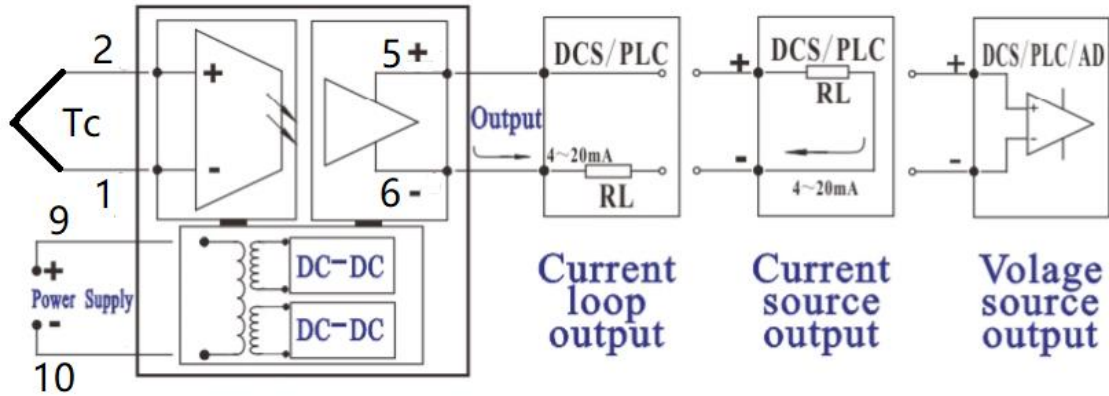 2
+
Tc
-
1
9
+
Power Supply
-
10
DC-DC
DC-DC
5 +
6 -
Output
DCS/PLC
4~20mA
RL
Current
loop
output
+
DCS/PLC
RL
-
4~20mA
Current
source
output
+
DCS/PLC/AD
+
-
-
Volage
source
output